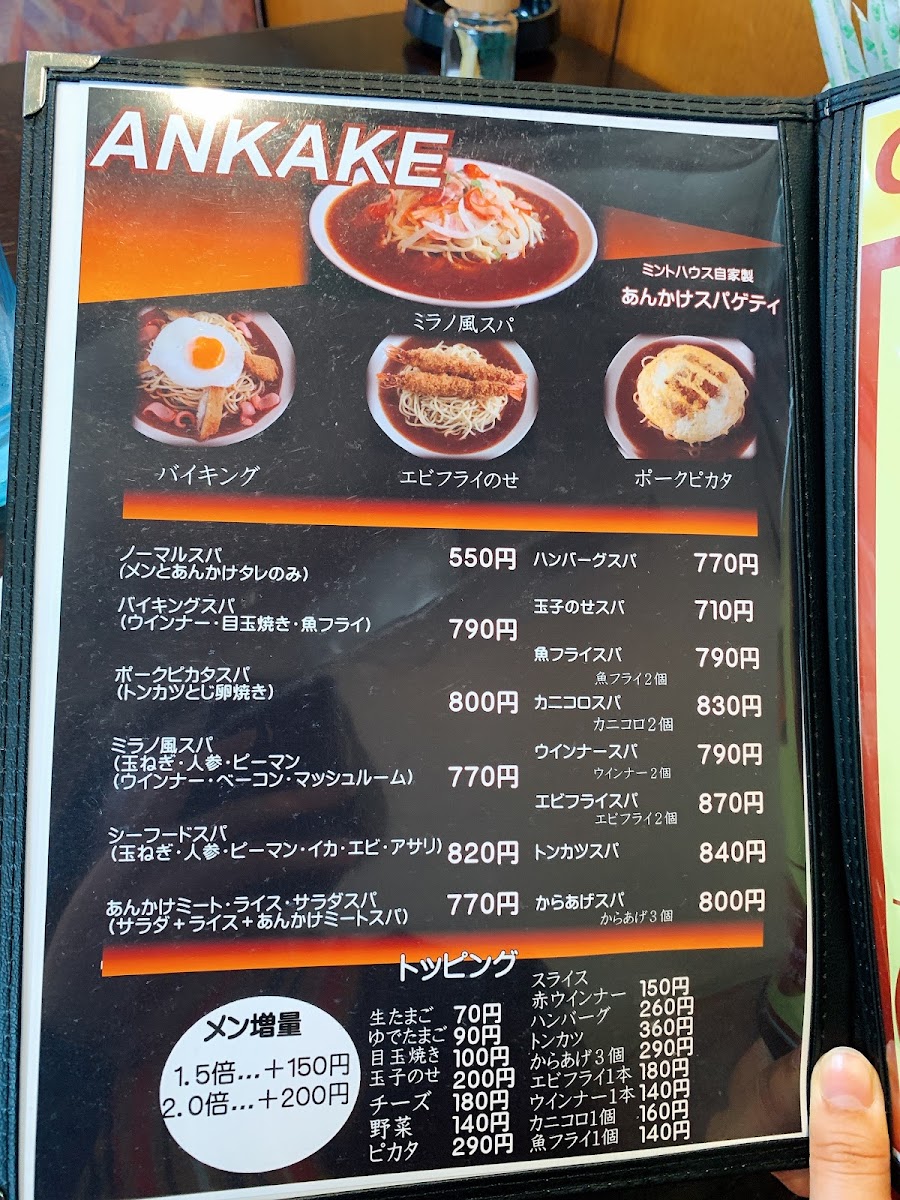 ANKAKE
ミントハウス自家製
あんかけスパゲティ
ミラノ風スパ
バイキング
エビフライのせ
ポークピカタ
ノーマルスパ 550円
(メンとあんかけタレのみ)
バイキングスパ
(ウインナー・目玉焼き・魚フライ) 790円
ポークピカタスパ
(トンカツとじ卵焼き) 800円
ミラノ風スパ
(玉ねぎ・人参・ピーマン
(ウインナー・ベーコン・マッシュルーム) 770円
シーフードスパ
(玉ねぎ・人参・ピーマン・イカ・エビ・アサリ) 820円
あんかけミート・ライス・サラダスパ 770円
(サラダ+ライス+あんかけミートスパ)
ハンバーグスパ 770円
玉子のせスパ 710円
魚フライスパ 790円
魚フライ2個
カニコロスパ 830円
カニコロ2個
ウインナースパ 790円
ウインナー2個
エビフライスパ 870円
エビフライ2個
トンカツスパ 840円
からあげスパ 800円
からあげ3個
トッピング
メン増量
1.5倍...+150円
2.0倍...+200円
生たまご 70円
ゆでたまご 90円
目玉焼き 100円
玉子のせ 200円
チーズ 180円
野菜 140円
ピカタ 290円
スライス
赤ウインナー 150円
ハンバーグ 260円
トンカツ 360円
からあげ3個 290円
エビフライ1本 180円
ウインナー1本 140円
カニコロ1個 160円
魚フライ1個 140円